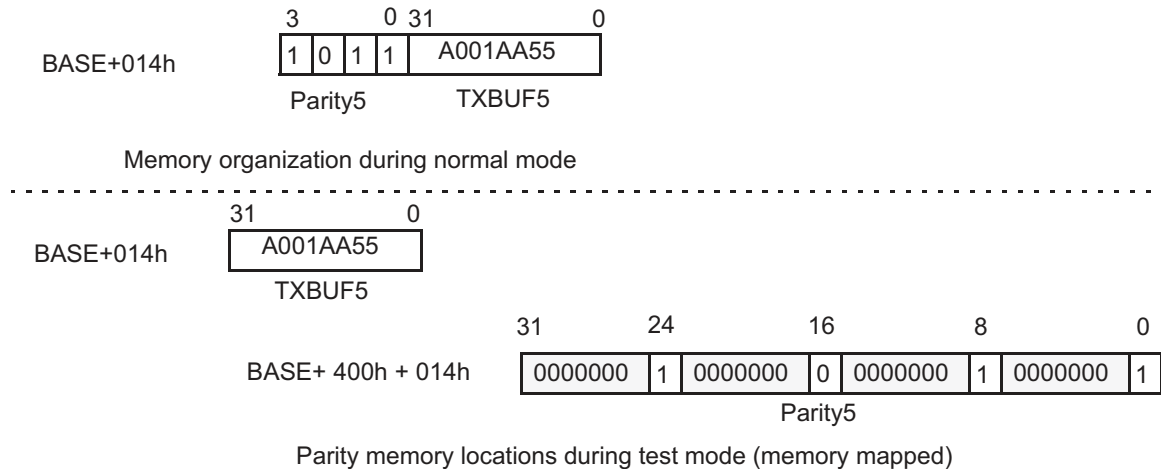 3 0 31 0
BASE+014h 1 0 1 1 A001AA55
Parity5 TXBUF5
Memory organization during normal mode
31 0
BASE+014h A001AA55
TXBUF5
31 24 16 8 0
BASE+ 400h + 014h 0000000 1 0000000 0 0000000 1 0000000 1
Parity5
Parity memory locations during test mode (memory mapped)